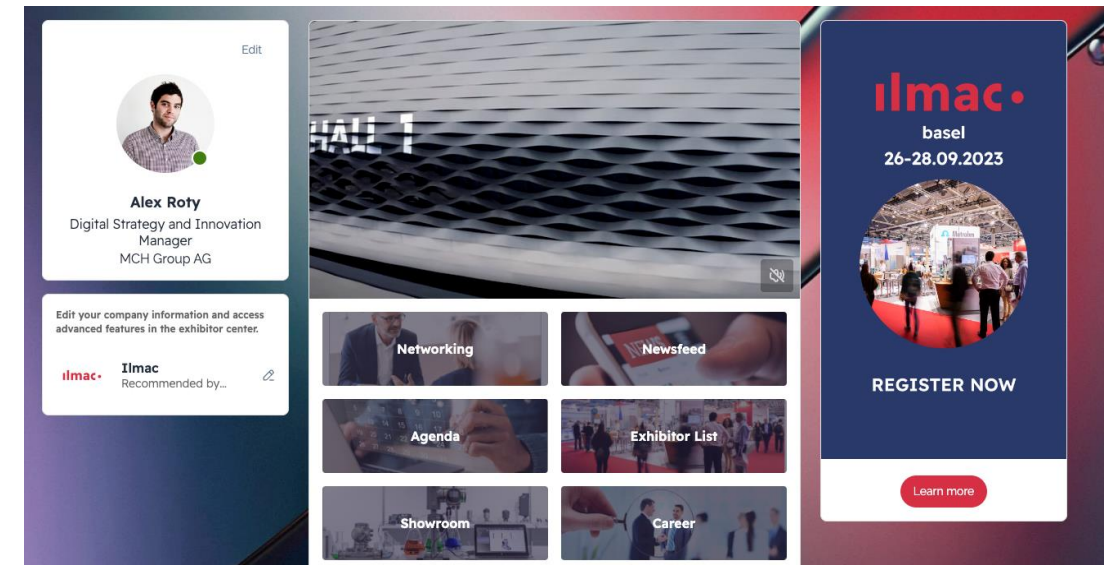 Edit
Alex Roty
Digital Strategy and Innovation
Manager
MCH Group AG
Edit your company information and access
advanced features in the exhibitor center.
ılmac•
Ilmac
Recommended by...
HALL 1
Networking
NEWS
Newsfeed
Agenda
Exhibitor List
Showroom
Career
ılmac•
basel
26-28.09.2023
Metrohm
REGISTER NOW
Learn more